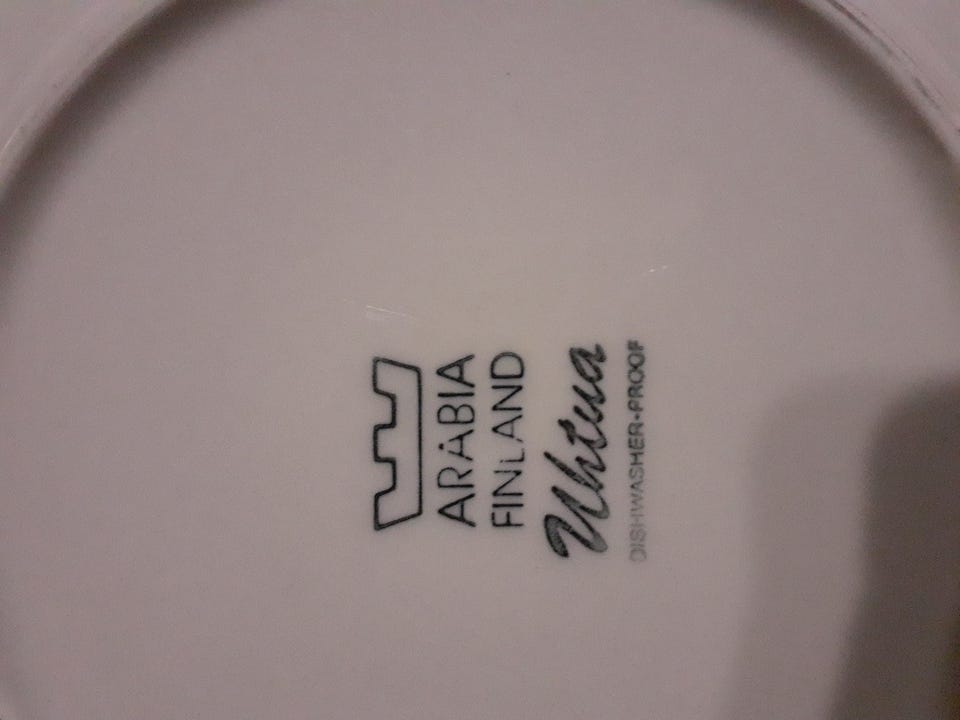 ARABIA
FINLAND
Uhtua
DISHWASHER-PROOF